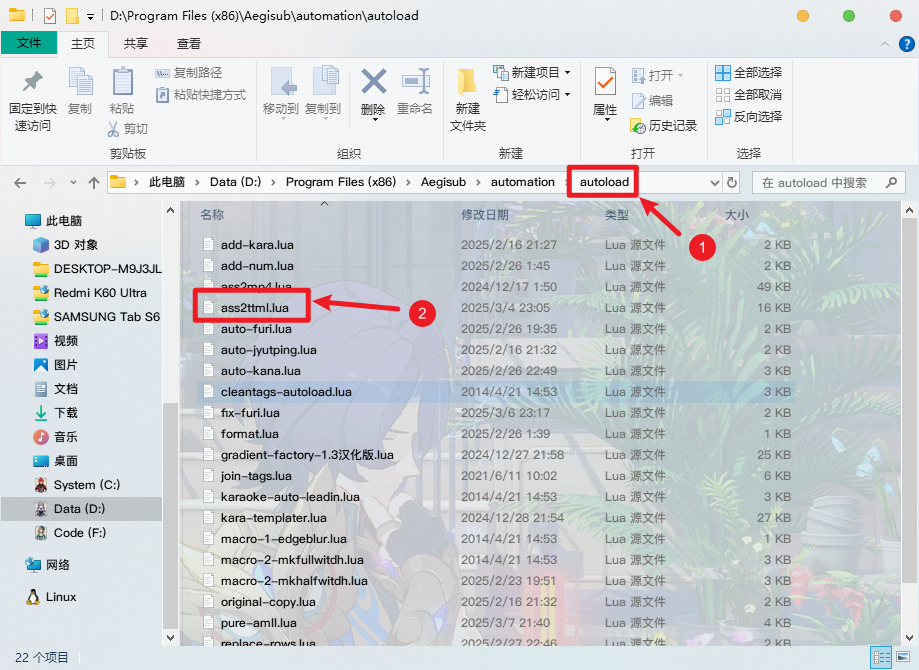 D:\Program Files (x86)\Aegisub\automation\autoload
文件 主页 共享 查看
固定到快速访问 复制 粘贴 复制路径 粘贴快捷方式 剪切
移动到 复制到 删除 重命名
新建文件夹 新建项目 轻松访问
属性 打开 编辑 历史记录
全部选择 全部取消 反向选择
剪贴板 组织 新建 打开 选择
此电脑 Data (D:) Program Files (x86) Aegisub automation autoload 在 autoload 中搜索
1
2
此电脑
3D 对象
DESKTOP-M9J3JL
Redmi K60 Ultra
SAMSUNG Tab S6
视频
图片
文档
下载
音乐
桌面
System (C:)
Data (D:)
Code (F:)
网络
Linux
名称 修改日期 类型 大小
add-kara.lua 2025/2/16 21:27 Lua 源文件 2 KB
add-num.lua 2025/2/26 1:45 Lua 源文件 2 KB
ass2mp4.lua 2024/12/17 1:50 Lua 源文件 49 KB
ass2ttml.lua 2025/3/4 23:05 Lua 源文件 16 KB
auto-furi.lua 2025/2/26 19:35 Lua 源文件 2 KB
auto-jyutping.lua 2025/2/16 21:32 Lua 源文件 2 KB
auto-kana.lua 2025/2/26 22:49 Lua 源文件 3 KB
cleantags-autoload.lua 2014/4/21 14:53 Lua 源文件 3 KB
fix-furi.lua 2025/3/6 23:17 Lua 源文件 2 KB
format.lua 2025/2/26 1:39 Lua 源文件 1 KB
gradient-factory-1.3汉化版.lua 2024/12/27 21:58 Lua 源文件 25 KB
join-tags.lua 2021/6/11 10:02 Lua 源文件 6 KB
karaoke-auto-leadin.lua 2014/4/21 14:53 Lua 源文件 3 KB
kara-templater.lua 2024/12/28 21:54 Lua 源文件 27 KB
macro-1-edgeblur.lua 2014/4/21 14:53 Lua 源文件 1 KB
macro-2-mkfullwitdh.lua 2014/4/21 14:53 Lua 源文件 3 KB
macro-2-mkhalfwitdh.lua 2025/2/23 19:51 Lua 源文件 3 KB
original-copy.lua 2025/2/16 21:32 Lua 源文件 2 KB
pure-amll.lua 2025/3/7 21:40 Lua 源文件 4 KB
replace-rows.lua 2025/2/27 22:46 Lua 源文件 2 KB
22 个项目